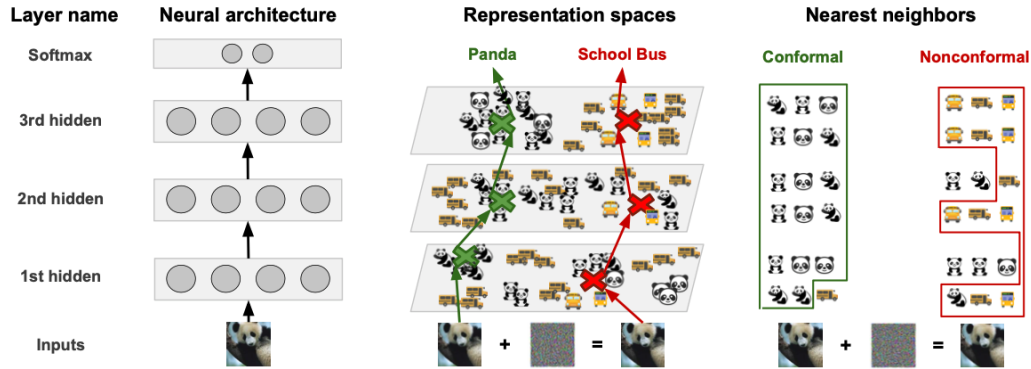 Layer name Neural architecture Representation spaces Nearest neighbors
Softmax Panda School Bus Conformal Nonconformal
3rd hidden
2nd hidden
1st hidden
Inputs + = + =